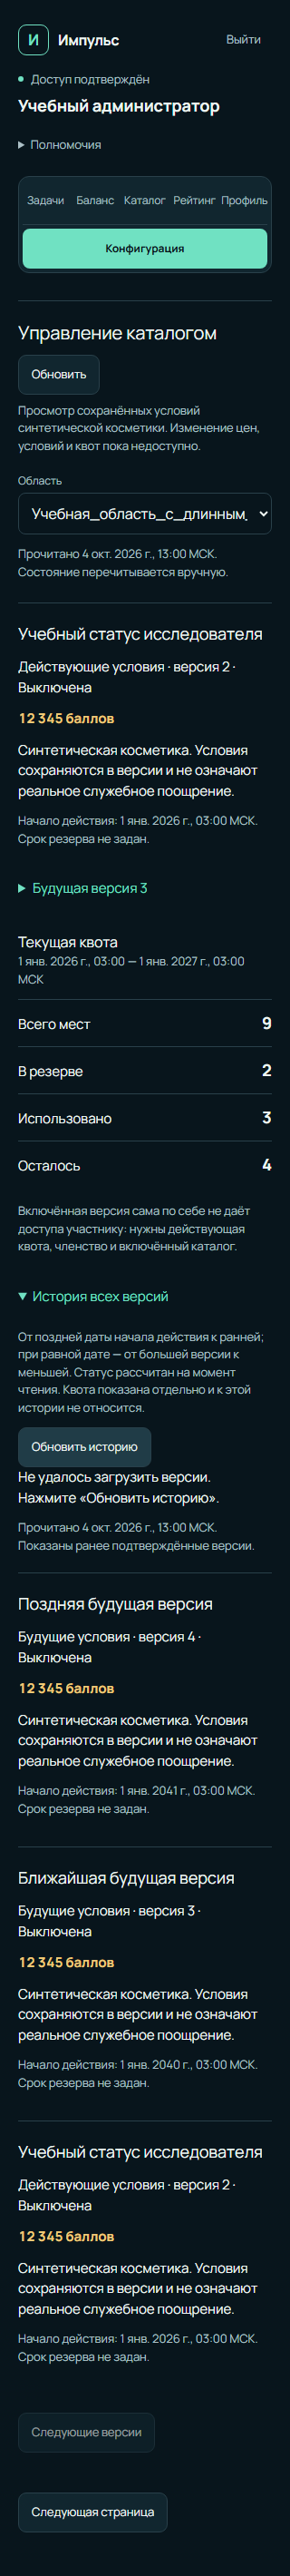 И Импульс Выйти
Доступ подтверждён
Учебный администратор
Полномочия
Задачи Баланс Каталог Рейтинг Профиль
Конфигурация
Управление каталогом
Обновить
Просмотр сохранённых условий
синтетической косметики. Изменение цен,
условий и квот пока недоступно.
Область
Учебная_область_с_длинным_
Прочитано 4 окт. 2026 г., 13:00 МСК.
Состояние перечитывается вручную.
Учебный статус исследователя
Действующие условия · версия 2 ·
Выключена
12 345 баллов
Синтетическая косметика. Условия
сохраняются в версии и не означают
реальное служебное поощрение.
Начало действия: 1 янв. 2026 г., 03:00 МСК.
Срок резерва не задан.
Будущая версия 3
Текущая квота
1 янв. 2026 г., 03:00 — 1 янв. 2027 г., 03:00
МСК
Всего мест 9
В резерве 2
Использовано 3
Осталось 4
Включённая версия сама по себе не даёт
доступа участнику: нужны действующая
квота, членство и включённый каталог.
История всех версий
От поздней даты начала действия к ранней;
при равной дате — от большей версии к
меньшей. Статус рассчитан на момент
чтения. Квота показана отдельно и к этой
истории не относится.
Обновить историю
Не удалось загрузить версии.
Нажмите «Обновить историю».
Прочитано 4 окт. 2026 г., 13:00 МСК.
Показаны ранее подтверждённые версии.
Поздняя будущая версия
Будущие условия · версия 4 ·
Выключена
12 345 баллов
Синтетическая косметика. Условия
сохраняются в версии и не означают
реальное служебное поощрение.
Начало действия: 1 янв. 2041 г., 03:00 МСК.
Срок резерва не задан.
Ближайшая будущая версия
Будущие условия · версия 3 ·
Выключена
12 345 баллов
Синтетическая косметика. Условия
сохраняются в версии и не означают
реальное служебное поощрение.
Начало действия: 1 янв. 2040 г., 03:00 МСК.
Срок резерва не задан.
Учебный статус исследователя
Действующие условия · версия 2 ·
Выключена
12 345 баллов
Синтетическая косметика. Условия
сохраняются в версии и не означают
реальное служебное поощрение.
Начало действия: 1 янв. 2026 г., 03:00 МСК.
Срок резерва не задан.
Следующие версии
Следующая страница